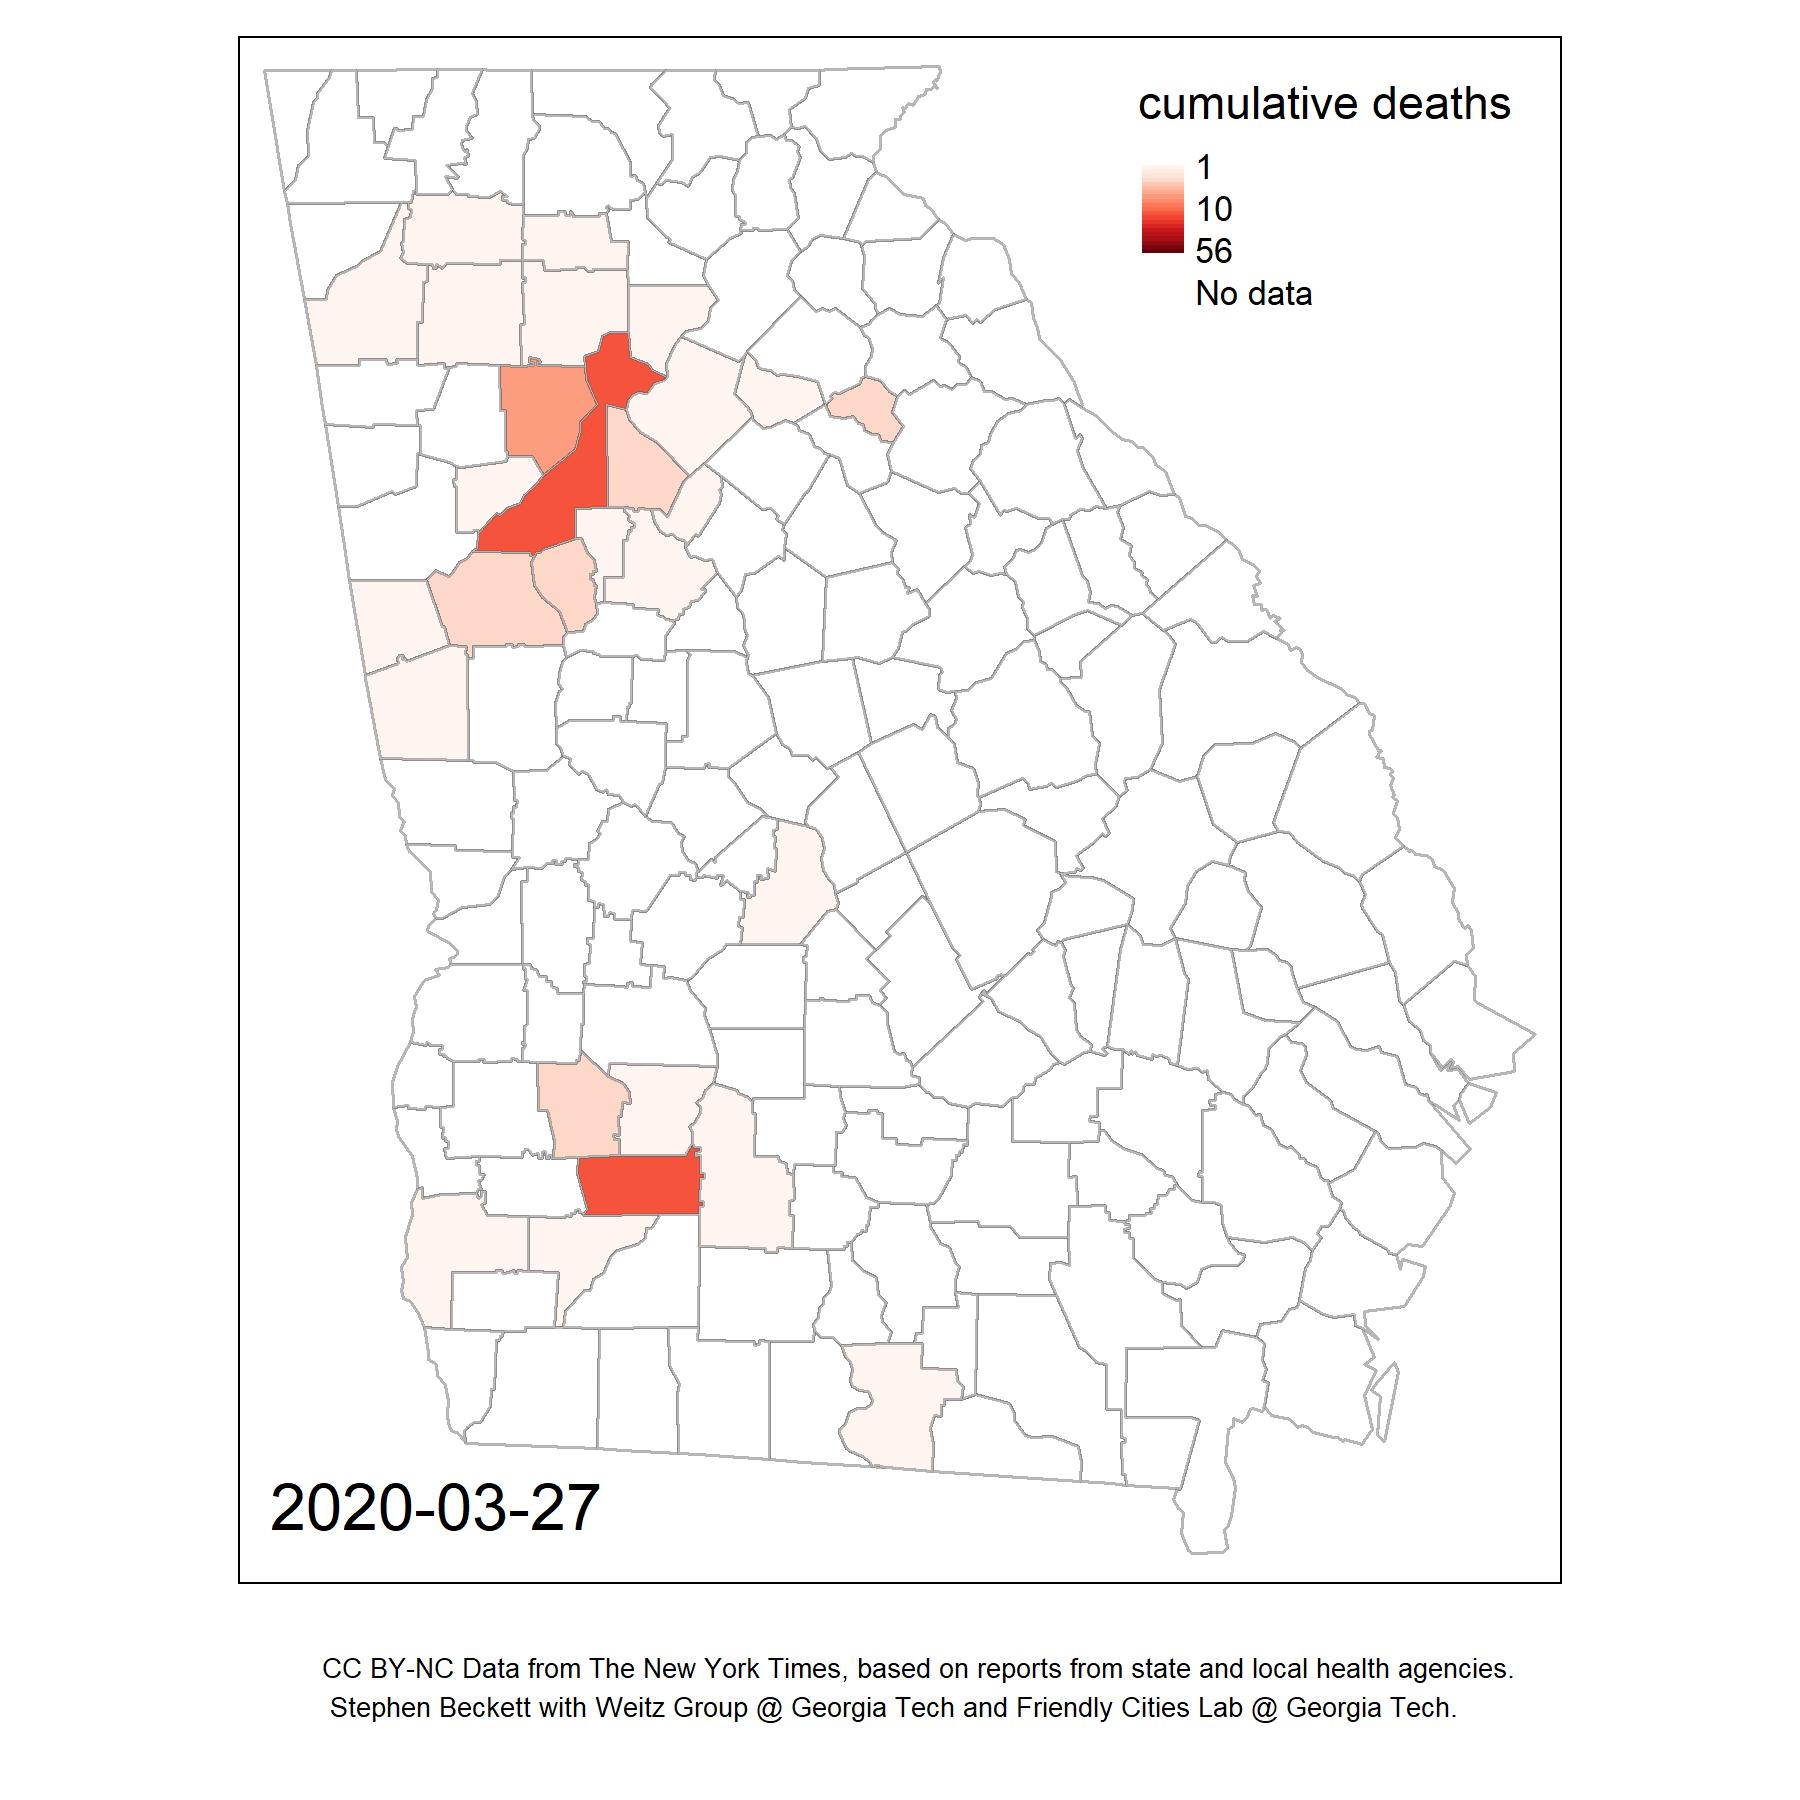 cumulative deaths
1
10
56
No data
2020-03-27
CC BY-NC Data from The New York Times, based on reports from state and local health agencies.
Stephen Beckett with Weitz Group @ Georgia Tech and Friendly Cities Lab @ Georgia Tech.